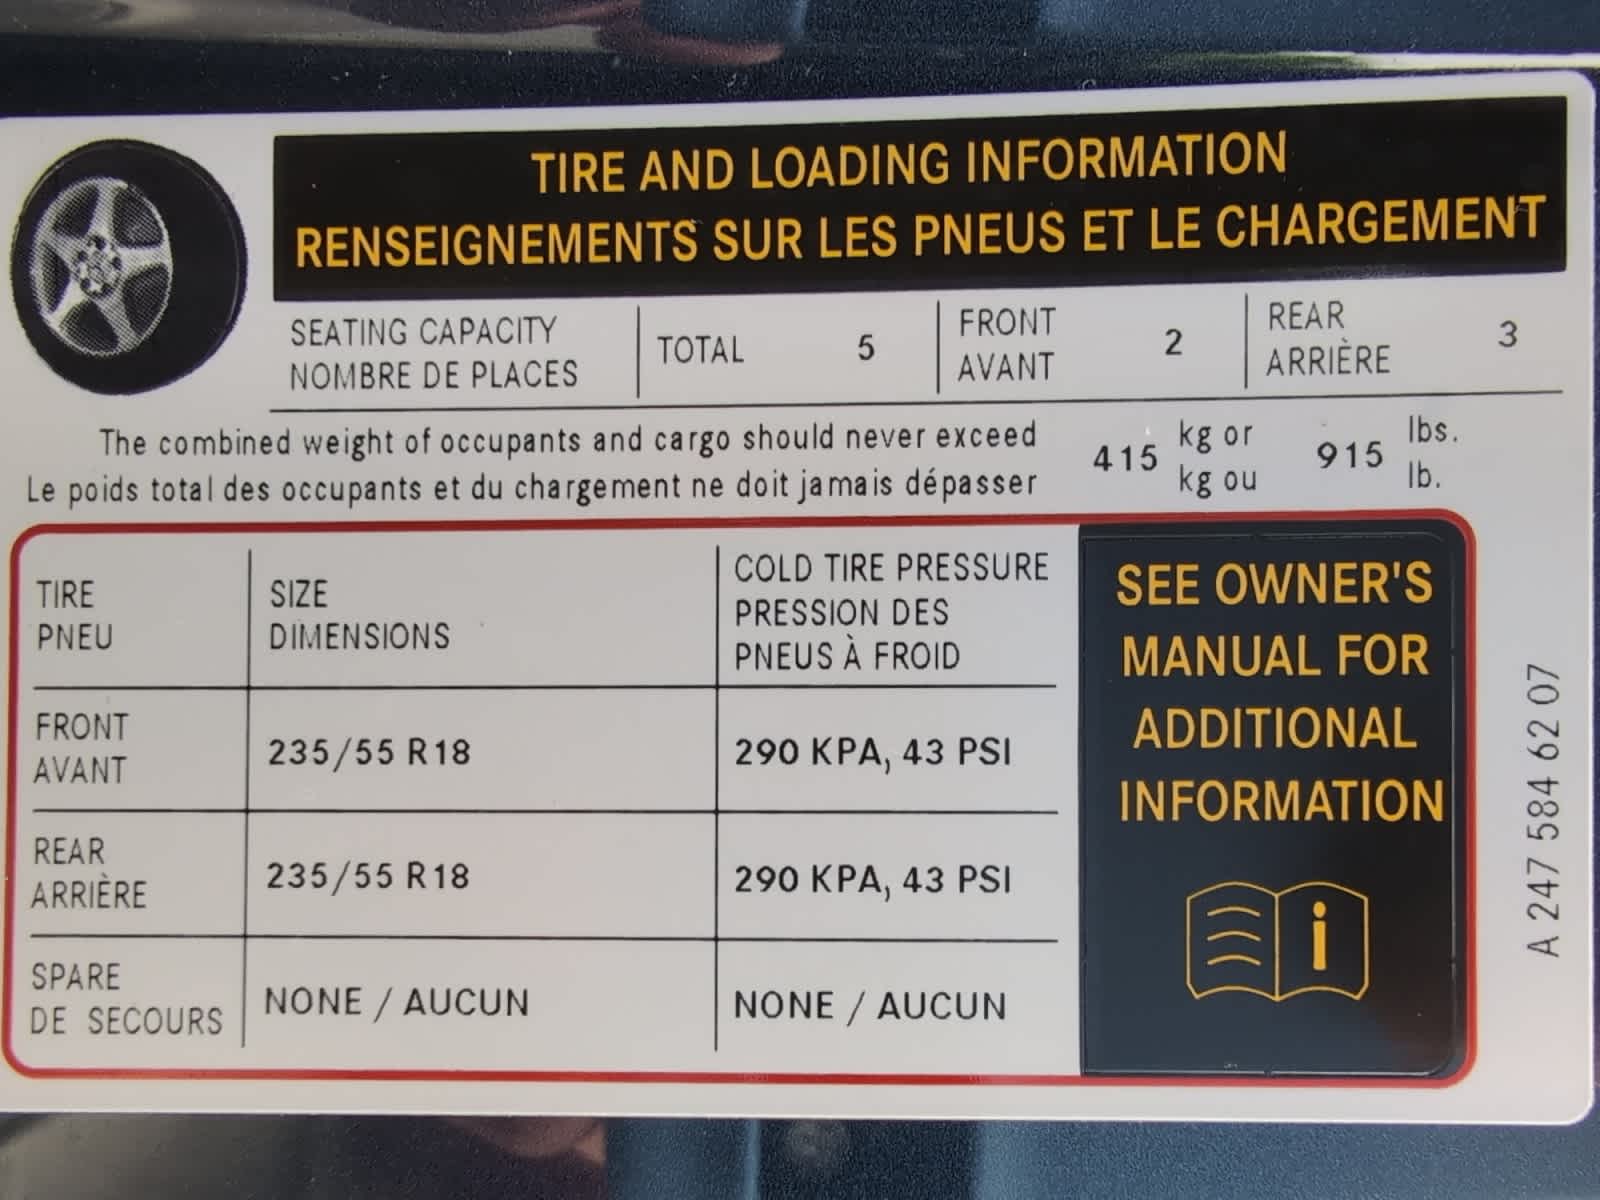 TIRE AND LOADING INFORMATION
RENSEIGNEMENTS SUR LES PNEUS ET LE CHARGEMENT
SEATING CAPACITY
NOMBRE DE PLACES
TOTAL 5
FRONT
AVANT
2
REAR
ARRIÈRE
3
The combined weight of occupants and cargo should never exceed
Le poids total des occupants et du chargement ne doit jamais dépasser
415
kg or
kg ou
915
lbs.
lb.
TIRE
PNEU
SIZE
DIMENSIONS
COLD TIRE PRESSURE
PRESSION DES
PNEUS À FROID
FRONT
AVANT
235/55 R18
290 KPA, 43 PSI
REAR
ARRIÈRE
235/55 R18
290 KPA, 43 PSI
SPARE
DE SECOURS
NONE / AUCUN
NONE / AUCUN
SEE OWNER'S
MANUAL FOR
ADDITIONAL
INFORMATION
i
A 247 584 62 07